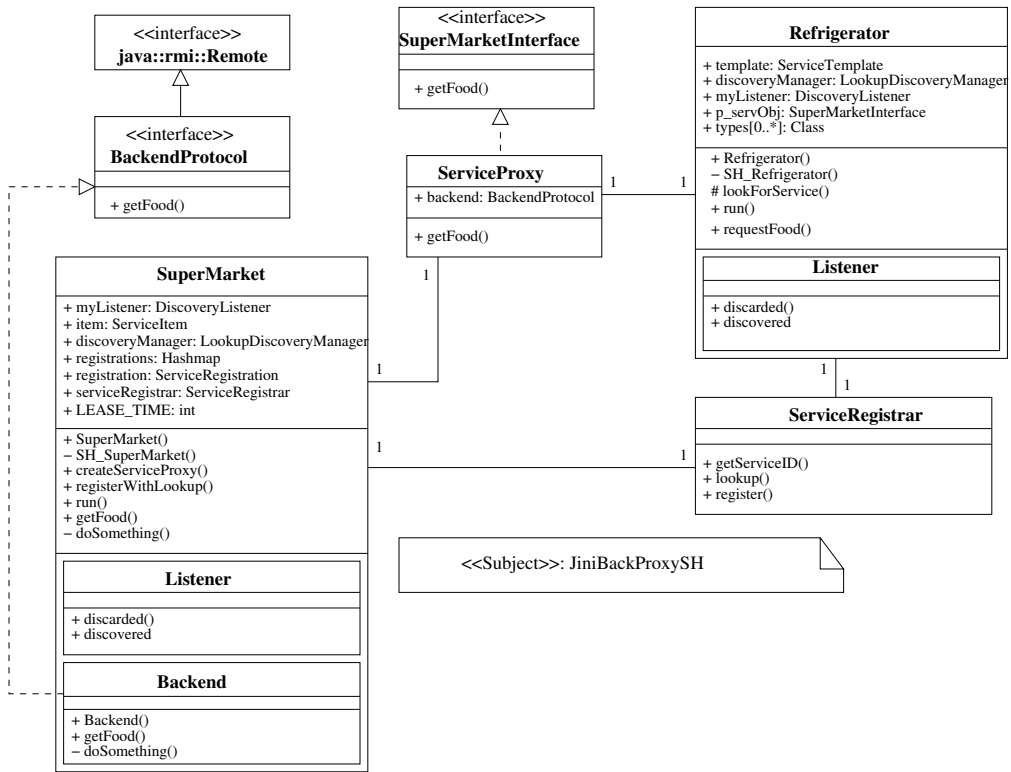 <<interface>>
java::rmi::Remote
<<interface>>
BackendProtocol
+ getFood()
<<interface>>
SuperMarketInterface
+ getFood()
ServiceProxy
+ backend: BackendProtocol
+ getFood()
1
1
1
Refrigerator
+ template: ServiceTemplate
+ discoveryManager: LookupDiscoveryManager
+ myListener: DiscoveryListener
+ p_servObj: SuperMarketInterface
+ types[0..*]: Class
+ Refrigerator()
− SH_Refrigerator()
# lookForService()
+ run()
+ requestFood()
Listener
+ discarded()
+ discovered
1
1
ServiceRegistrar
+ getServiceID()
+ lookup()
+ register()
SuperMarket
+ myListener: DiscoveryListener
+ item: ServiceItem
+ discoveryManager: LookupDiscoveryManager
+ registrations: Hashmap
+ registration: ServiceRegistration
+ serviceRegistrar: ServiceRegistrar
+ LEASE_TIME: int
1
+ SuperMarket()
− SH_SuperMarket()
+ createServiceProxy()
+ registerWithLookup()
+ run()
+ getFood()
− doSomething()
1
1
Listener
+ discarded()
+ discovered
Backend
+ Backend()
+ getFood()
− doSomething()
<<Subject>>: JiniBackProxySH